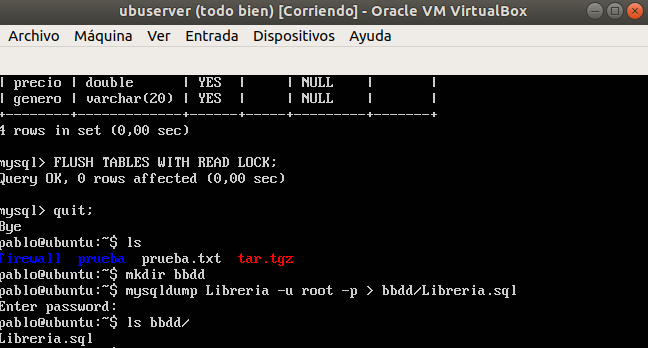 ubuserver (todo bien) [Corriendo] - Oracle VM VirtualBox
Archivo Máquina Ver Entrada Dispositivos Ayuda
| precio | double      | YES  |     | NULL    |       |
| genero | varchar(20) | YES  |     | NULL    |       |
+--------+-------------+------+-----+---------+-------+
4 rows in set (0,00 sec)
mysql> FLUSH TABLES WITH READ LOCK;
Query OK, 0 rows affected (0,00 sec)
mysql> quit;
Bye
pablo@ubuntu:~$ ls
firewall prueba prueba.txt tar.tgz
pablo@ubuntu:~$ mkdir bbdd
pablo@ubuntu:~$ mysqldump Libreria -u root -p > bbdd/Libreria.sql
Enter password:
pablo@ubuntu:~$ ls bbdd/
Libreria.sql